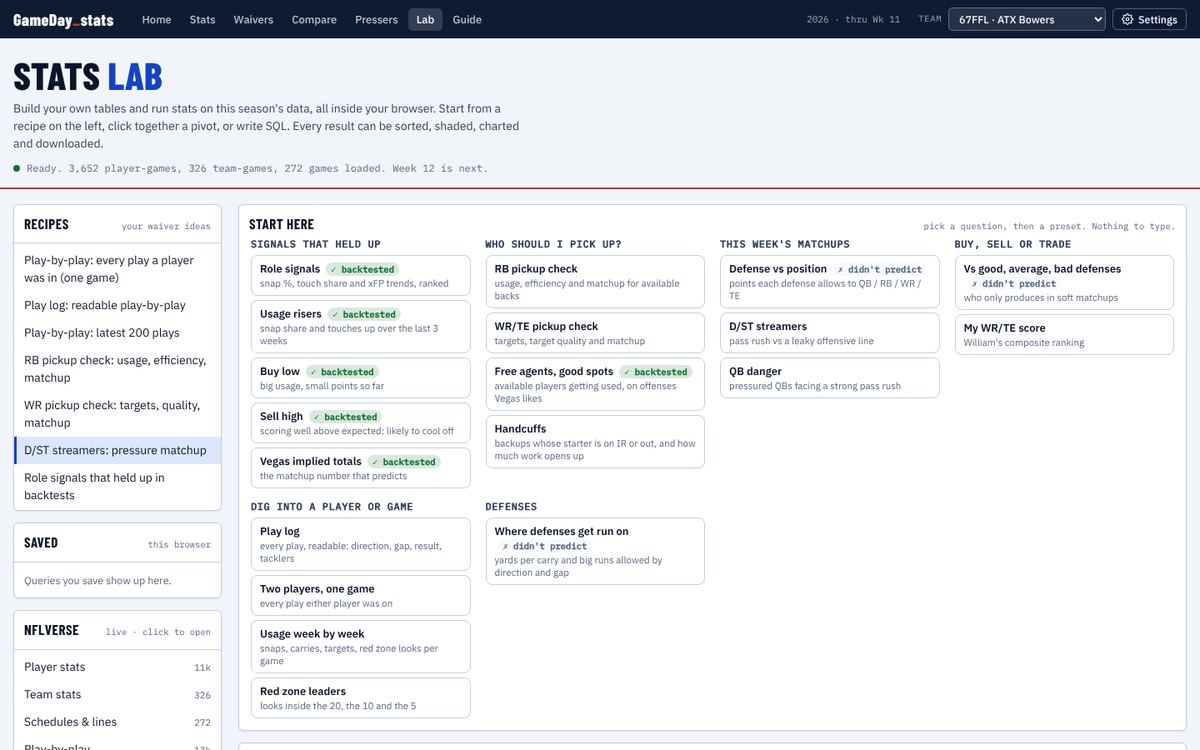 GameDay_stats
Home
Stats
Waivers
Compare
Pressers
Lab
Guide
2026 · thru Wk 11
TEAM
67FFL · ATX Bowers
Settings
STATS LAB
Build your own tables and run stats on this season's data, all inside your browser. Start from a
recipe on the left, click together a pivot, or write SQL. Every result can be sorted, shaded, charted
and downloaded.
Ready. 3,652 player-games, 326 team-games, 272 games loaded. Week 12 is next.
RECIPES
your waiver ideas
Play-by-play: every play a player
was in (one game)
Play log: readable play-by-play
Play-by-play: latest 200 plays
RB pickup check: usage, efficiency,
matchup
WR pickup check: targets, quality,
matchup
D/ST streamers: pressure matchup
Role signals that held up in
backtests
SAVED
this browser
Queries you save show up here.
NFLVERSE
live · click to open
Player stats 11k
Team stats 326
Schedules & lines 272
Play-by-play 13k
START HERE
pick a question, then a preset. Nothing to type.
SIGNALS THAT HELD UP
Role signals ✓ backtested
snap %, touch share and xFP trends, ranked
Usage risers ✓ backtested
snap share and touches up over the last 3
weeks
Buy low ✓ backtested
big usage, small points so far
Sell high ✓ backtested
scoring well above expected: likely to cool off
Vegas implied totals ✓ backtested
the matchup number that predicts
WHO SHOULD I PICK UP?
RB pickup check
usage, efficiency and matchup for available
backs
WR/TE pickup check
targets, target quality and matchup
Free agents, good spots ✓ backtested
available players getting used, on offenses
Vegas likes
Handcuffs
backups whose starter is on IR or out, and how
much work opens up
THIS WEEK'S MATCHUPS
Defense vs position ✗ didn't predict
points each defense allows to QB / RB / WR /
TE
D/ST streamers
pass rush vs a leaky offensive line
QB danger
pressured QBs facing a strong pass rush
BUY, SELL OR TRADE
Vs good, average, bad defenses
✗ didn't predict
who only produces in soft matchups
My WR/TE score
William's composite ranking
DIG INTO A PLAYER OR GAME
Play log
every play, readable: direction, gap, result,
tacklers
Two players, one game
every play either player was on
Usage week by week
snaps, carries, targets, red zone looks per
game
Red zone leaders
looks inside the 20, the 10 and the 5
DEFENSES
Where defenses get run on
✗ didn't predict
yards per carry and big runs allowed by
direction and gap